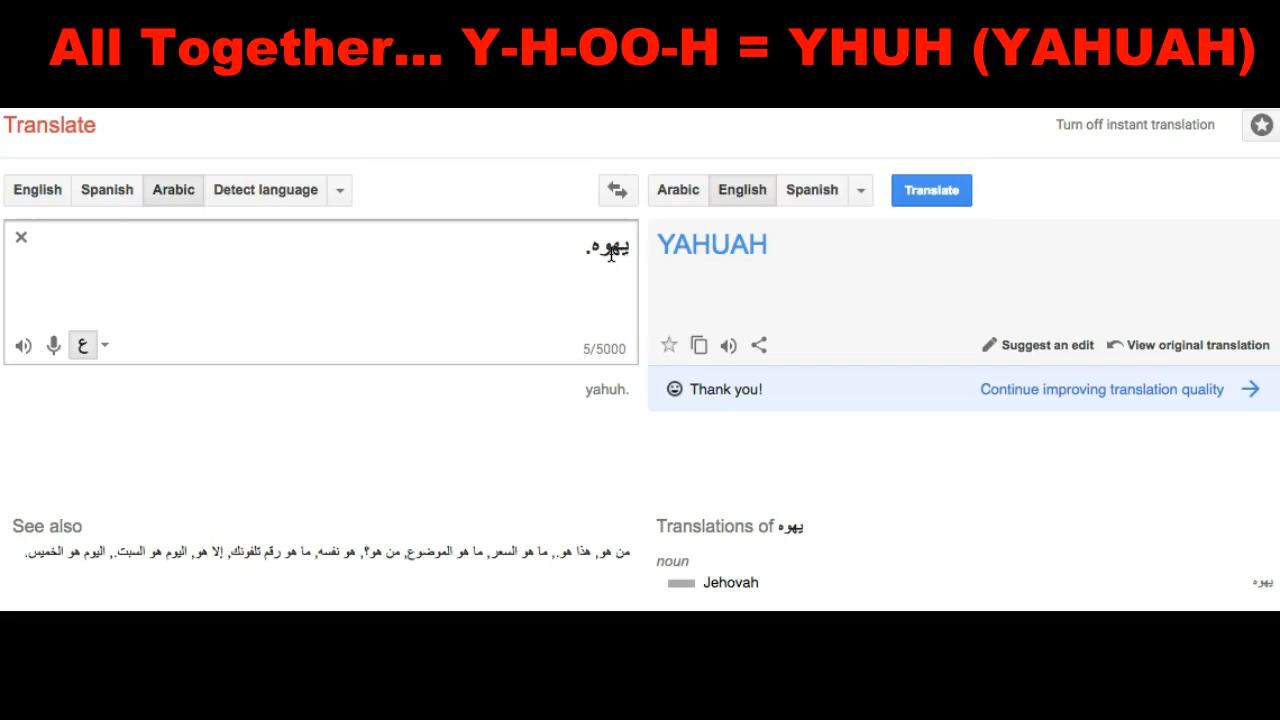 All Together... Y-H-OO-H = YHUH (YAHUAH)
Translate
Turn off instant translation
English Spanish Arabic Detect language
Arabic English Spanish Translate
يهوه.
YAHUAH
ع
5/5000
Suggest an edit View original translation
yahuh.
Thank you! Continue improving translation quality
See also
من هو, هذا هو., ما هو السعر, ما هو الموضوع, من هو؟, هو نفسه, ما هو رقم تلفونك, إلا هو, اليوم هو السبت., اليوم هو الخميس.
Translations of يهوه
noun
Jehovah يهوه